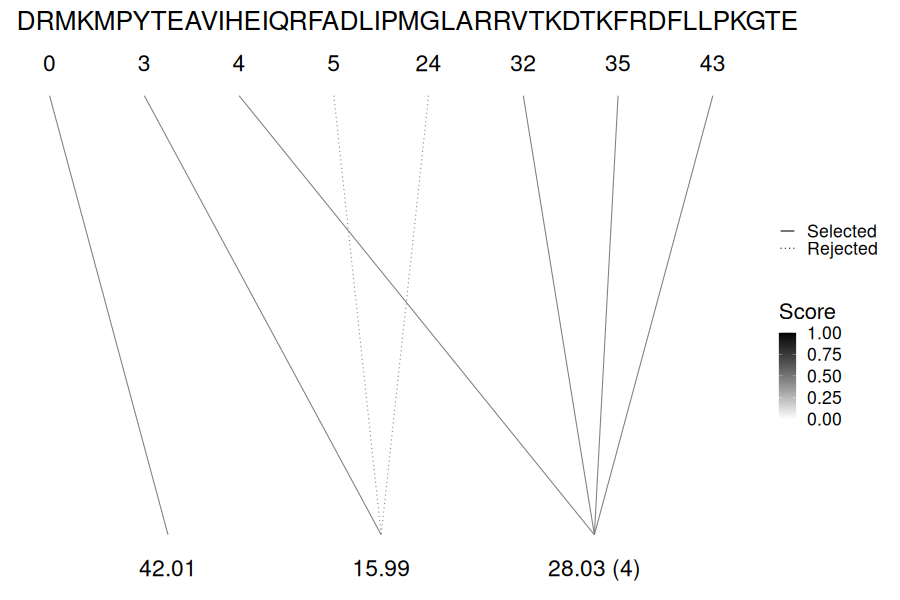 DRMKMPYTEAVIHEIQRFADLIPMGLARRVTKDTKFRDFLLPKGTE
0 3 4 5 24 32 35 43
Selected
Rejected
Score
1.00
0.75
0.50
0.25
0.00
42.01 15.99 28.03 (4)